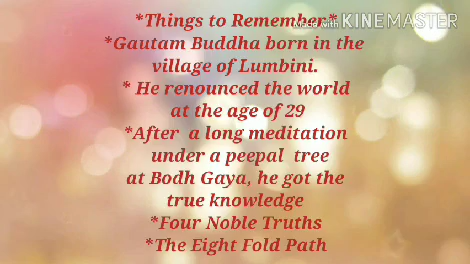 *Things to Remember*
Made with KINEMASTER
*Gautam Buddha born in the
village of Lumbini.
* He renounced the world
at the age of 29
*After a long meditation
under a peepal tree
at Bodh Gaya, he got the
true knowledge
*Four Noble Truths
*The Eight Fold Path